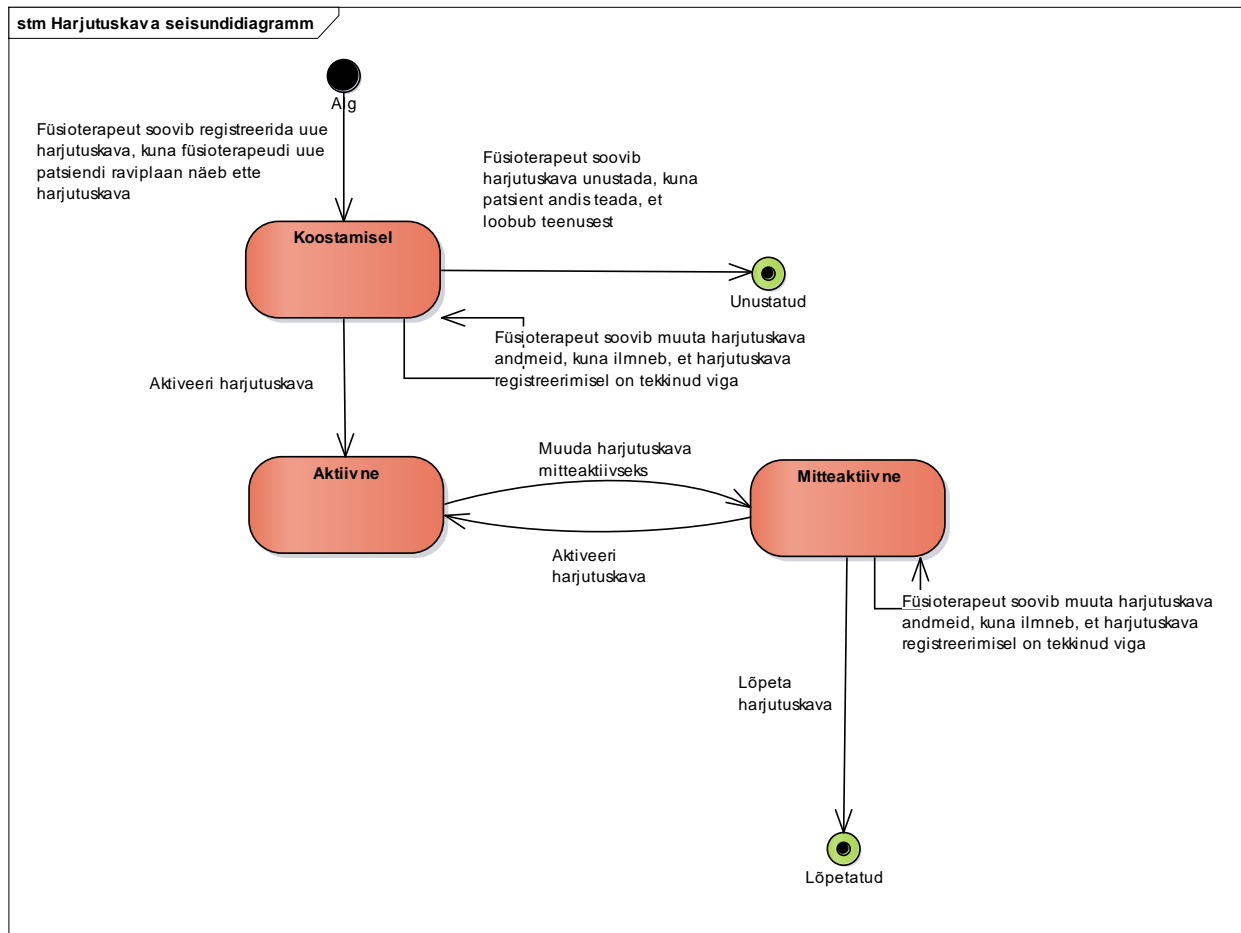 stm Harjutuskava seisundidiagramm
Alg
Füsioterapeut soovib registreerida uue
harjutuskava, kuna füsioterapeudi uue
patsiendi raviplaan näeb ette
harjutuskava
Füsioterapeut soovib
harjutuskava unustada, kuna
patsient andis teada, et
loobub teenusest
Koostamisel
Unustatud
Füsioterapeut soovib muuta harjutuskava
andmeid, kuna ilmneb, et harjutuskava
registreerimisel on tekkinud viga
Aktiveeri harjutuskava
Muuda harjutuskava
mitteaktiivseks
Aktiivne
Mitteaktiivne
Aktiveeri
harjutuskava
Füsioterapeut soovib muuta harjutuskava
andmeid, kuna ilmneb, et harjutuskava
registreerimisel on tekkinud viga
Lõpeta
harjutuskava
Lõpetatud